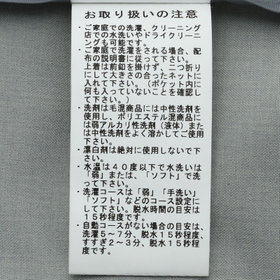 お取り扱いの注意
・ご家庭での洗濯、クリーニング
店での水洗いやドライクリーニ
ングも可能です。
・ご家庭で洗濯をされる場合、配
布の説明書に従って下さい。
上着は前釦を掛けず、二つ折り
にして大きさの合ったネットに
入れて下さい。(ポケット内に
何も入っていないことをご確認
下さい。)
・洗剤は毛混商品には中性洗剤を
使用し、ポリエステル混商品に
は弱アルカリ性洗剤(液体)また
は中性洗剤をよく溶かしてご使用
下さい。
・漂白剤は絶対に使用しないで下
さい。
・水温は40度以下で水洗いは
「弱」または、「ソフト」で洗
って下さい。
・洗濯コースは「弱」「手洗い」
「ソフト」などのコース設定にし
て下さい。脱水時間の目安は
15秒程度です。
・自動コースがない場合の目安は、
洗濯5~7分、脱水15秒程度、
すすぎ2~3分、脱水15秒程
度です。